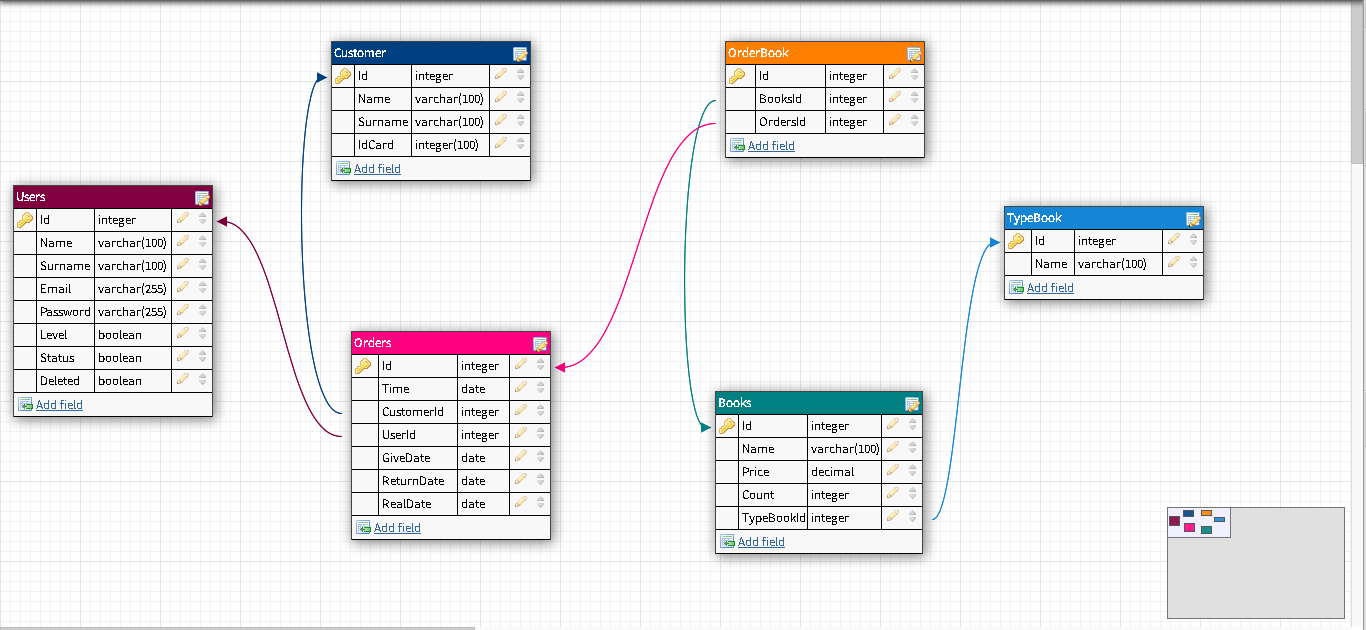 Customer
Id integer
Name varchar(100)
Surname varchar(100)
IdCard integer(100)
Add field
OrderBook
Id integer
BooksId integer
OrdersId integer
Add field
Users
Id integer
Name varchar(100)
Surname varchar(100)
Email varchar(255)
Password varchar(255)
Level boolean
Status boolean
Deleted boolean
Add field
TypeBook
Id integer
Name varchar(100)
Add field
Orders
Id integer
Time date
CustomerId integer
UserId integer
GiveDate date
ReturnDate date
RealDate date
Add field
Books
Id integer
Name varchar(100)
Price decimal
Count integer
TypeBookId integer
Add field